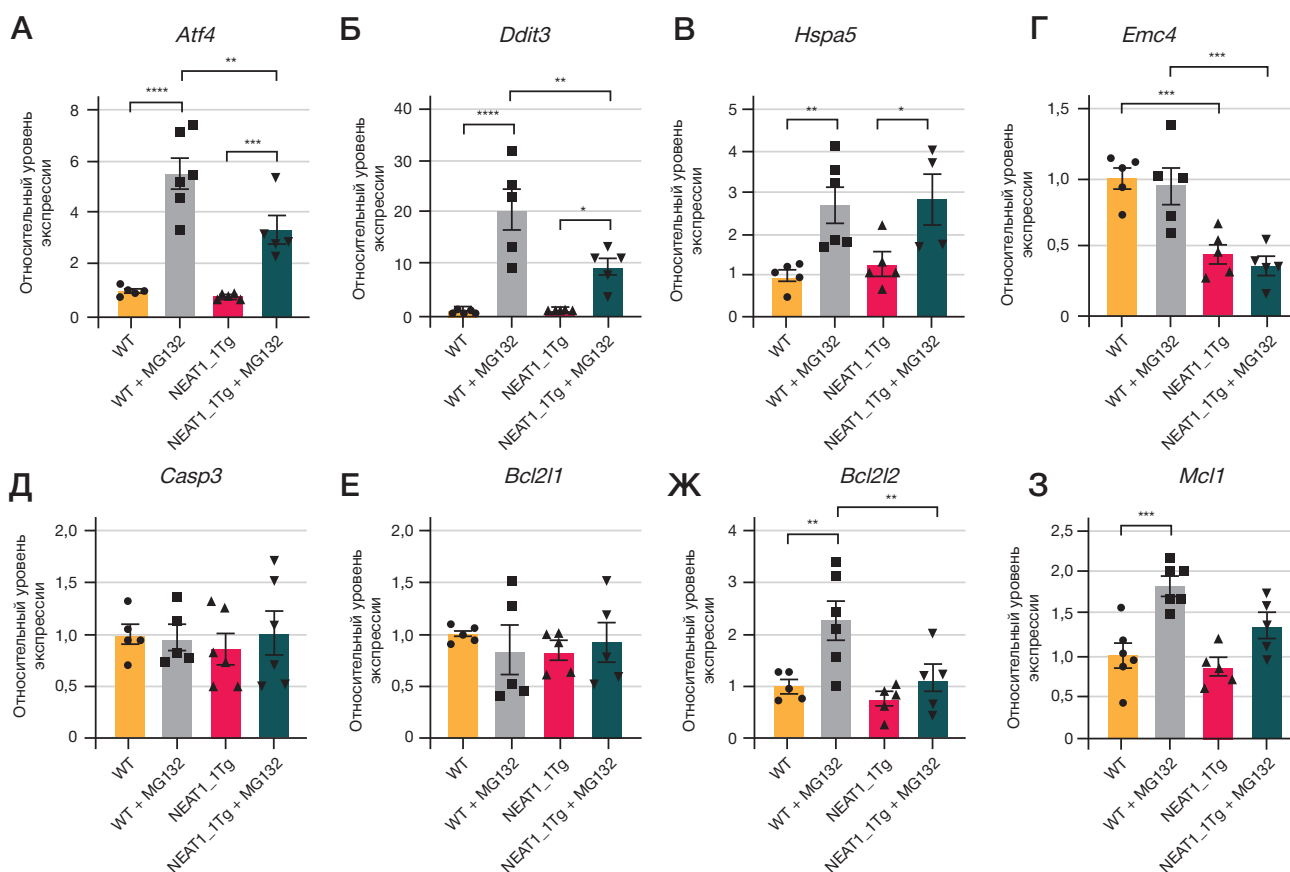 А
Atf4
Относительный уровень
экспрессии
8
6
4
2
0
****
**
***
WT
WT + MG132
NEAT1_1Tg
NEAT1_1Tg + MG132
Б
Ddit3
Относительный уровень
экспрессии
40
30
20
10
0
****
**
*
WT
WT + MG132
NEAT1_1Tg
NEAT1_1Tg + MG132
В
Hspa5
Относительный уровень
экспрессии
5
4
3
2
1
0
**
*
WT
WT + MG132
NEAT1_1Tg
NEAT1_1Tg + MG132
Г
Emc4
Относительный уровень
экспрессии
1,5
1,0
0,5
0
***
***
WT
WT + MG132
NEAT1_1Tg
NEAT1_1Tg + MG132
Д
Casp3
Относительный уровень
экспрессии
2,0
1,5
1,0
0,5
0
WT
WT + MG132
NEAT1_1Tg
NEAT1_1Tg + MG132
Е
Bcl2l1
Относительный уровень
экспрессии
2,0
1,5
1,0
0,5
0
WT
WT + MG132
NEAT1_1Tg
NEAT1_1Tg + MG132
Ж
Bcl2l2
Относительный уровень
экспрессии
4
3
2
1
0
**
**
WT
WT + MG132
NEAT1_1Tg
NEAT1_1Tg + MG132
З
Mcl1
Относительный уровень
экспрессии
2,5
2,0
1,5
1,0
0,5
0
***
WT
WT + MG132
NEAT1_1Tg
NEAT1_1Tg + MG132